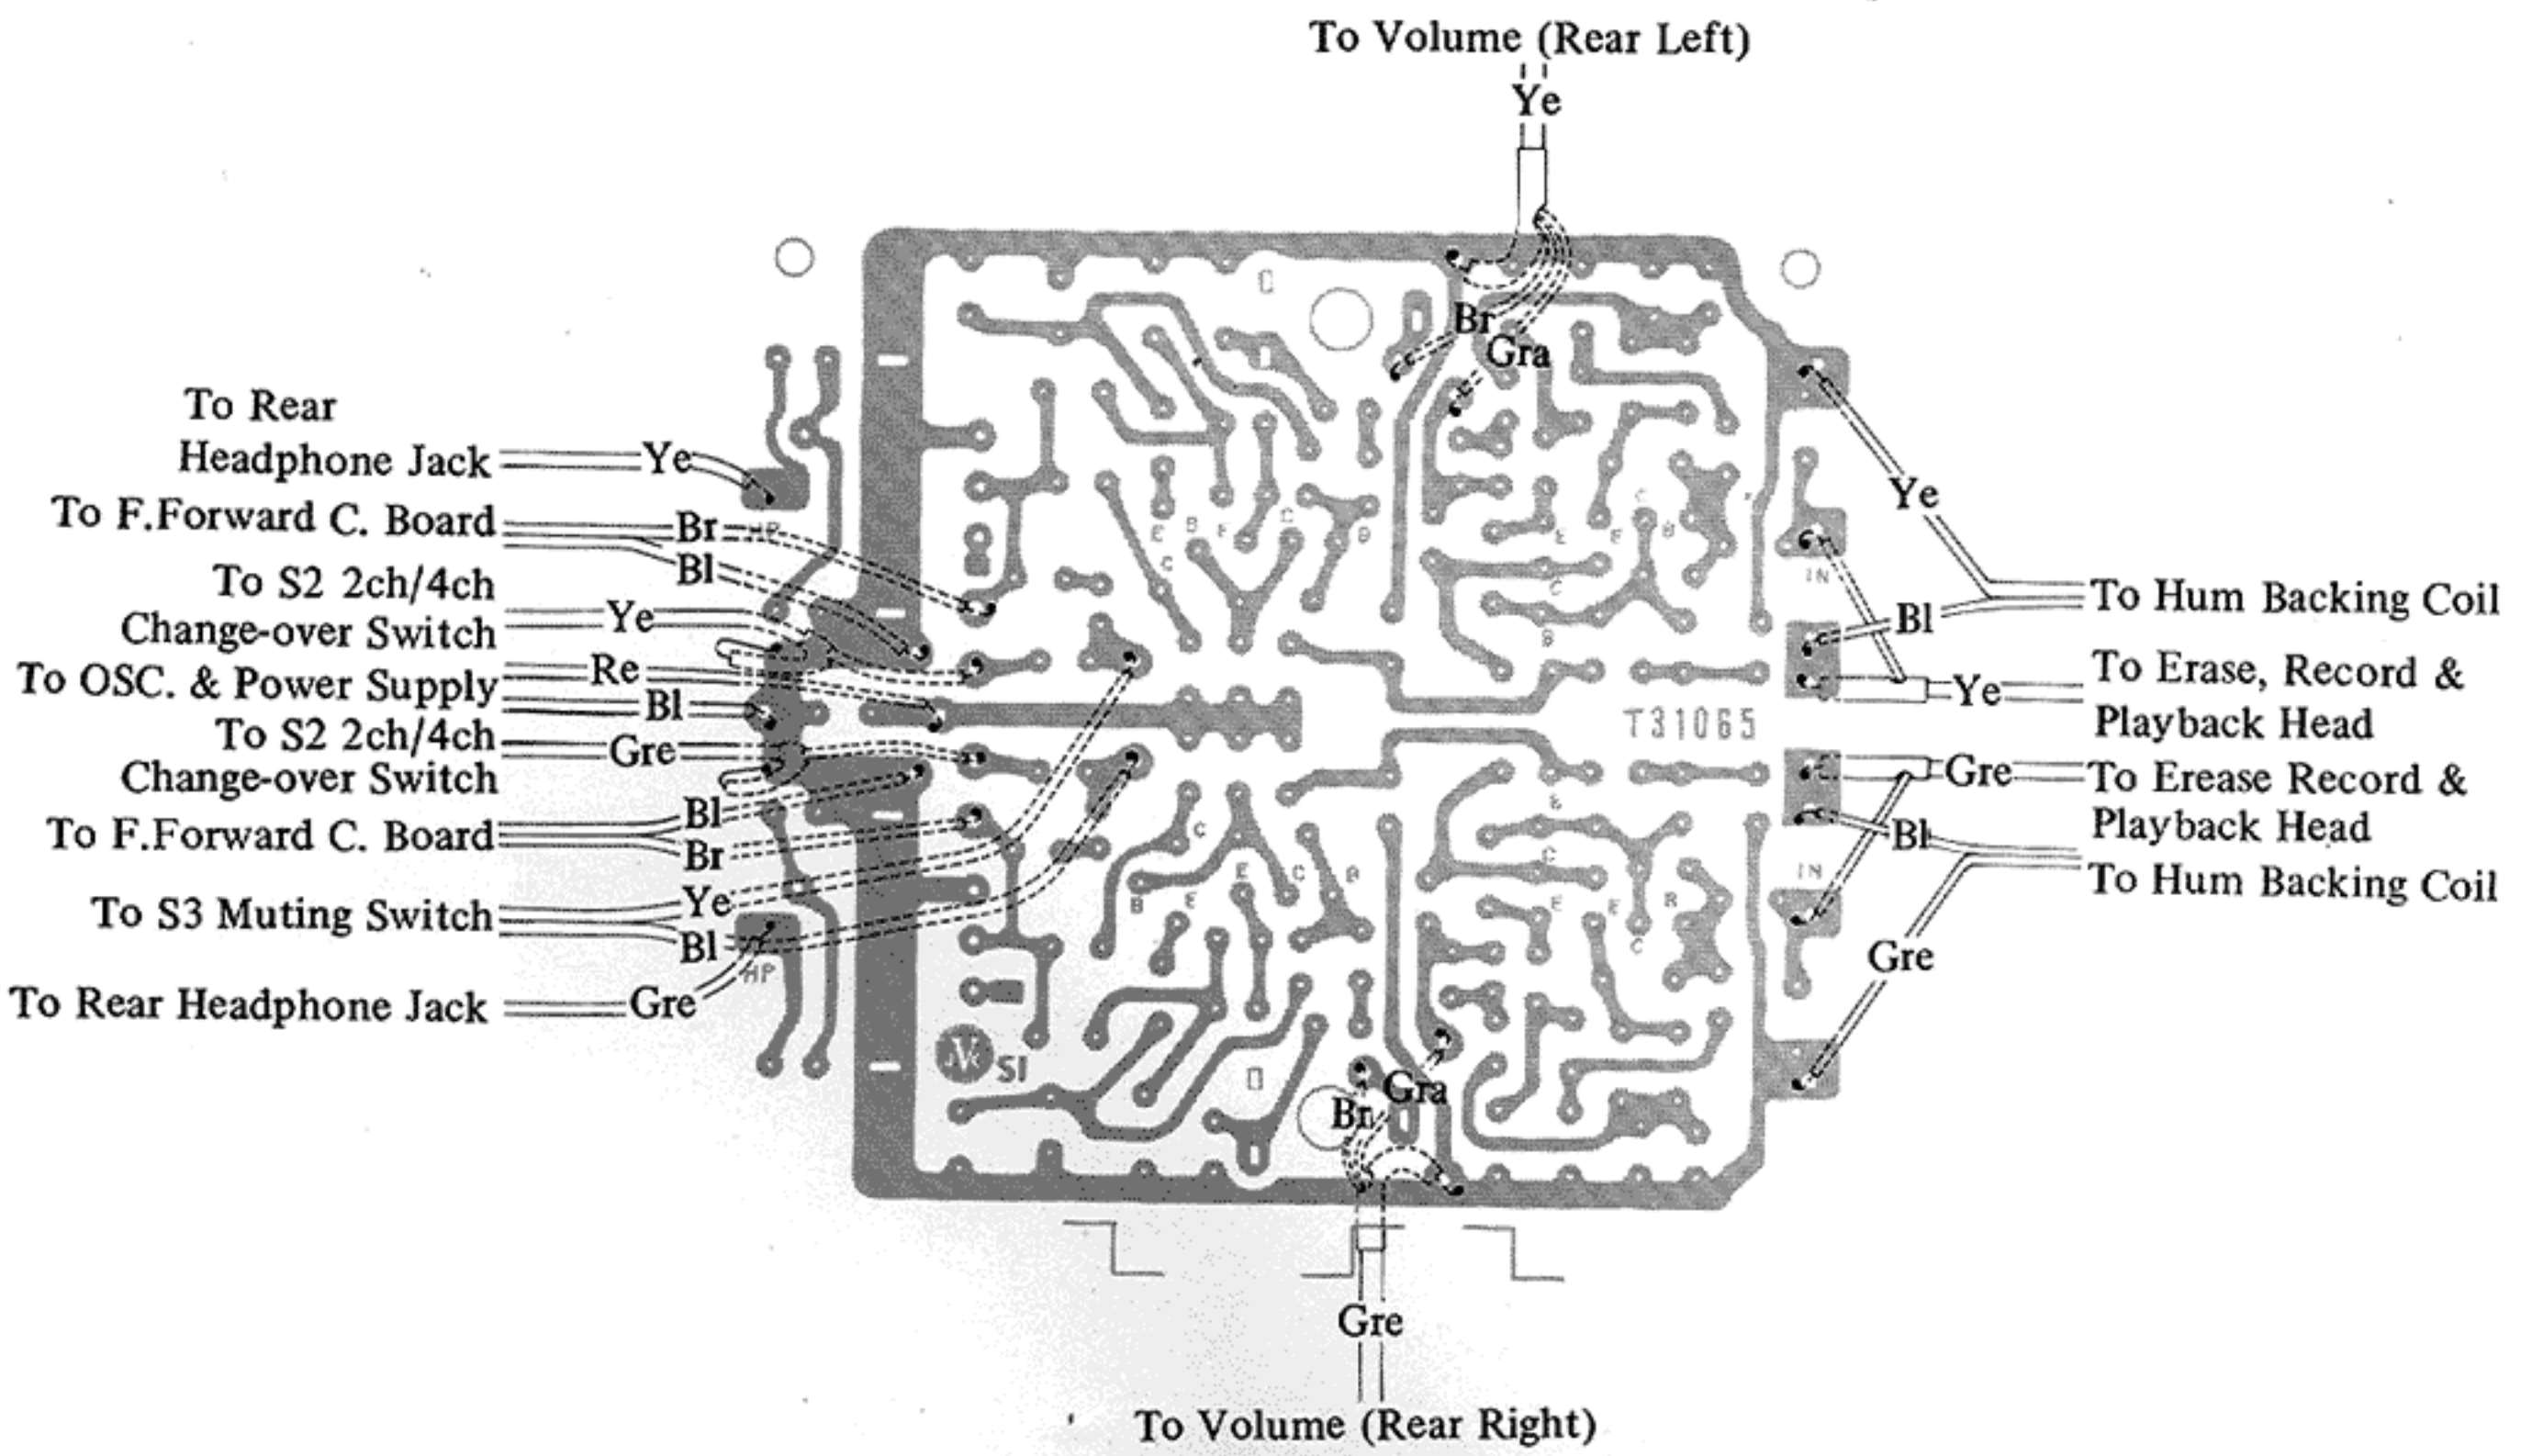 To Volume (Rear Left)
Ye
Br
Gra
To Rear
Headphone Jack
Ye
HP
To F.Forward C. Board
Br
Bl
To S2 2ch/4ch
Change-over Switch
Ye
To OSC. & Power Supply
Re
Bl
To S2 2ch/4ch
Change-over Switch
Gre
To F.Forward C. Board
Bl
Br
To S3 Muting Switch
Ye
Bl
HP
To Rear Headphone Jack
Gre
E
B
C
C
B
E
C
E
B
C
B
IN
Ye
Bl
To Hum Backing Coil
Ye
To Erase, Record &
Playback Head
T31065
Gre
To Erease Record &
Playback Head
Bl
To Hum Backing Coil
IN
Gre
C
E
C
B
E
C
E
E
C
SI
Gra
Br
Gre
To Volume (Rear Right)